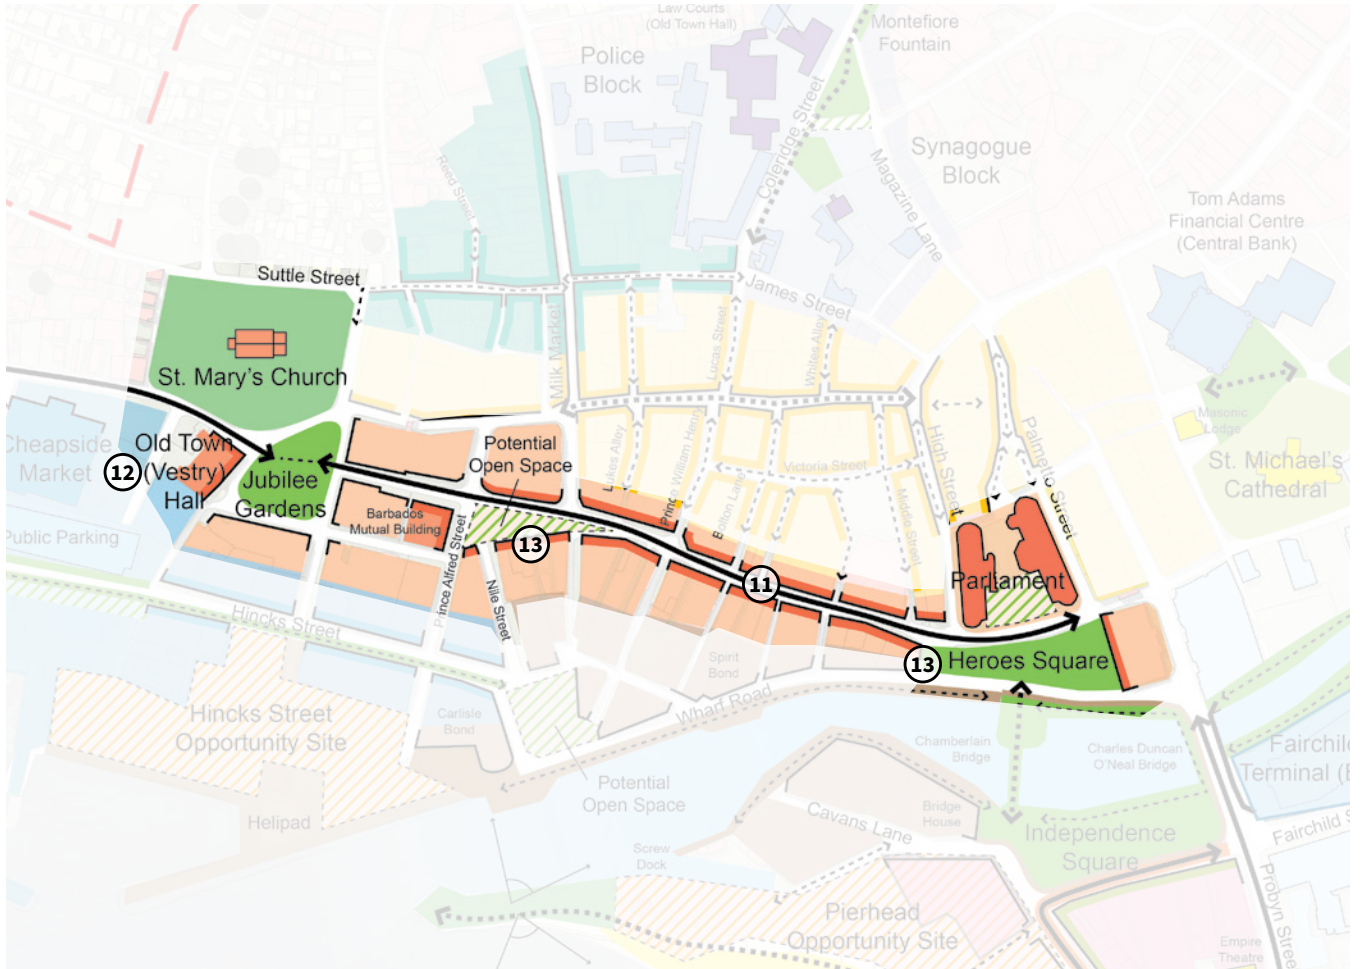 Law Courts
(Old Town Hall)
Montefiore
Fountain
Police
Block
Coleridge Street
Synagogue
Block
Magazine Lane
Reed Street
Tom Adams
Financial Centre
(Central Bank)
Suttle Street
James Street
Milk Market
Lucas Street
Whites Alley
St. Mary's Church
High Street
Palmetto Street
Masonic
Lodge
Cheapside
Market
12
Old Town
(Vestry)
Hall
Jubilee
Gardens
Potential
Open Space
Lukes Alley
Prince William Henry
Victoria Street
St. Michael's
Cathedral
Barbados
Mutual Building
Bolton Lane
Middle Street
Public Parking
Prince Alfred Street
13
Nile Street
11
Parliament
Hincks Street
Spirit
Bond
13
Heroes Square
Wharf Road
Hincks Street
Opportunity Site
Carlisle
Bond
Chamberlain
Bridge
Charles Duncan
O'Neal Bridge
Fairchild
Terminal (B
Potential
Open Space
Helipad
Cavans Lane
Bridge
House
Independence
Square
Fairchild S
Screw
Dock
Probyn Street
Pierhead
Opportunity Site
Empire
Theatre